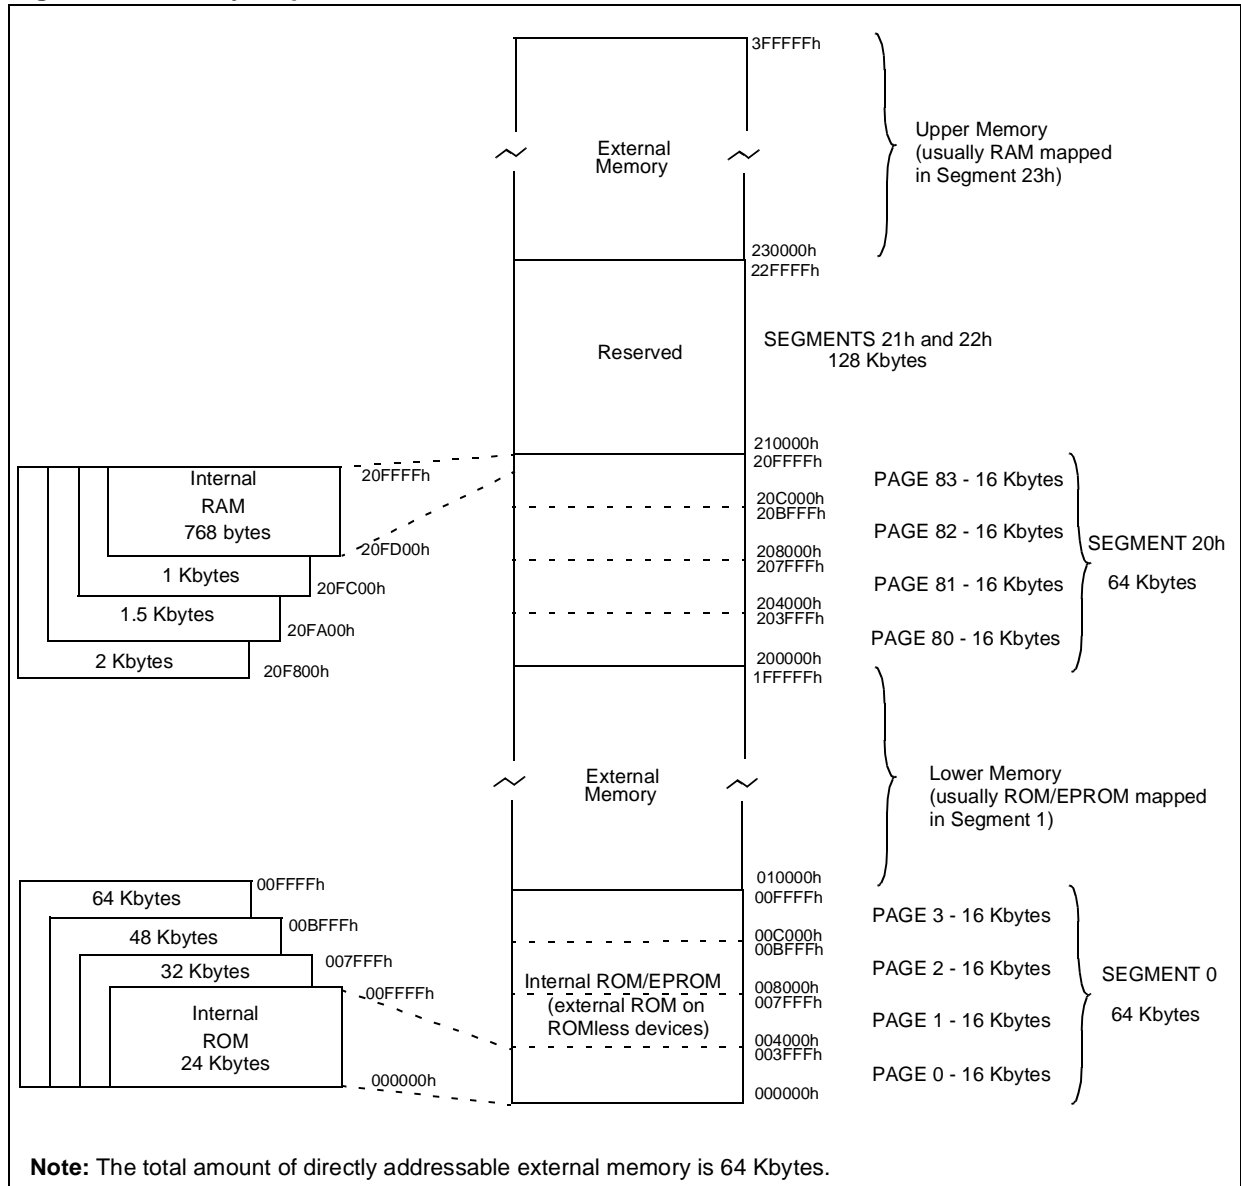 3FFFFFh
Upper Memory
(usually RAM mapped
in Segment 23h)
External
Memory
230000h
22FFFFh
Reserved
SEGMENTS 21h and 22h
128 Kbytes
210000h
20FFFFh
PAGE 83 - 16 Kbytes
20C000h
20BFFFh
PAGE 82 - 16 Kbytes
208000h
207FFFh
PAGE 81 - 16 Kbytes
204000h
203FFFh
PAGE 80 - 16 Kbytes
200000h
1FFFFFh
SEGMENT 20h
64 Kbytes
Internal
RAM
768 bytes
20FFFFh
20FD00h
1 Kbytes
20FC00h
1.5 Kbytes
20FA00h
2 Kbytes
20F800h
External
Memory
Lower Memory
(usually ROM/EPROM mapped
in Segment 1)
010000h
00FFFFh
PAGE 3 - 16 Kbytes
00C000h
00BFFFh
PAGE 2 - 16 Kbytes
Internal ROM/EPROM
(external ROM on
ROMless devices)
008000h
007FFFh
PAGE 1 - 16 Kbytes
004000h
003FFFh
PAGE 0 - 16 Kbytes
000000h
SEGMENT 0
64 Kbytes
64 Kbytes
00FFFFh
48 Kbytes
00BFFFh
32 Kbytes
007FFFh
00FFFFh
Internal
ROM
24 Kbytes
000000h
Note: The total amount of directly addressable external memory is 64 Kbytes.